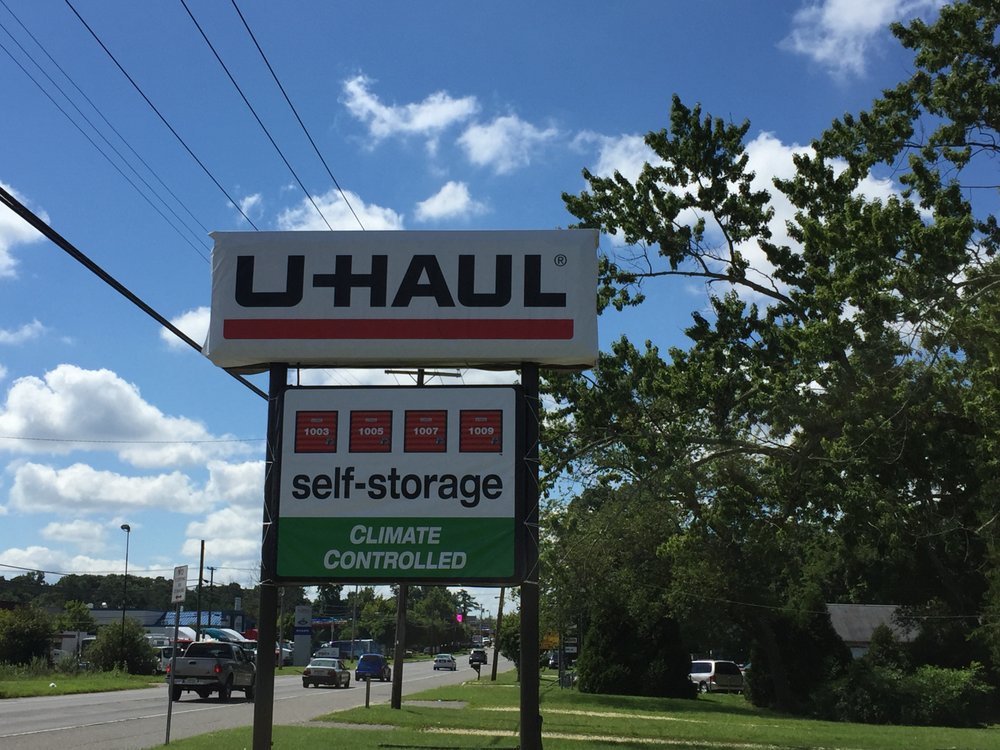 U-HAUL®
1003 1005 1007 1009
self-storage
CLIMATE
CONTROLLED